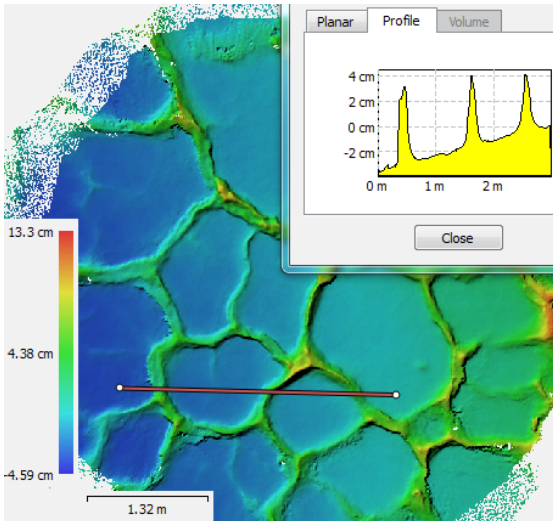 Planar
Profile
Volume
4 cm
2 cm
0 cm
-2 cm
0 m
1 m
2 m
Close
13.3 cm
4.38 cm
-4.59 cm
1.32 m